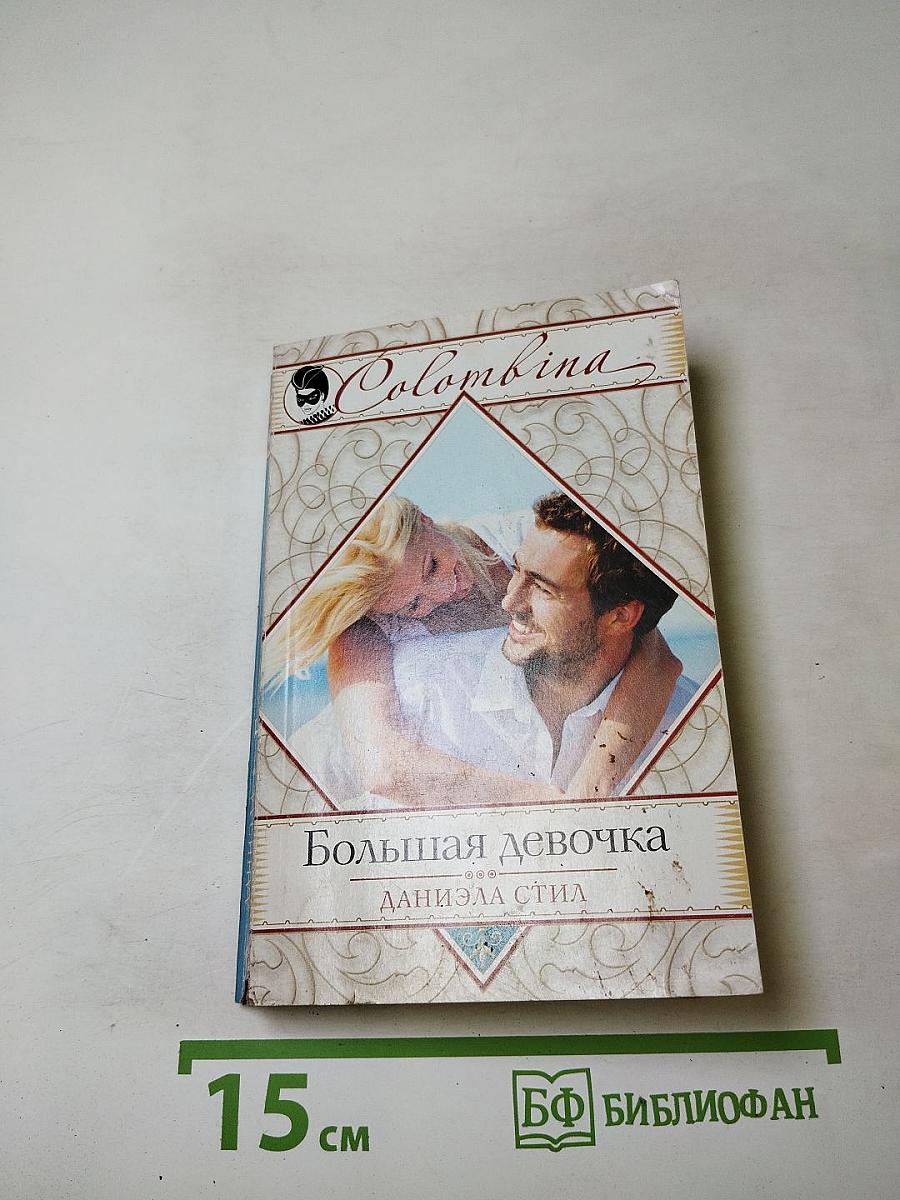 Colombina
Большая девочка
ДАНИЭЛА СТИЛ
15 см
БФ БИБЛИОФАН